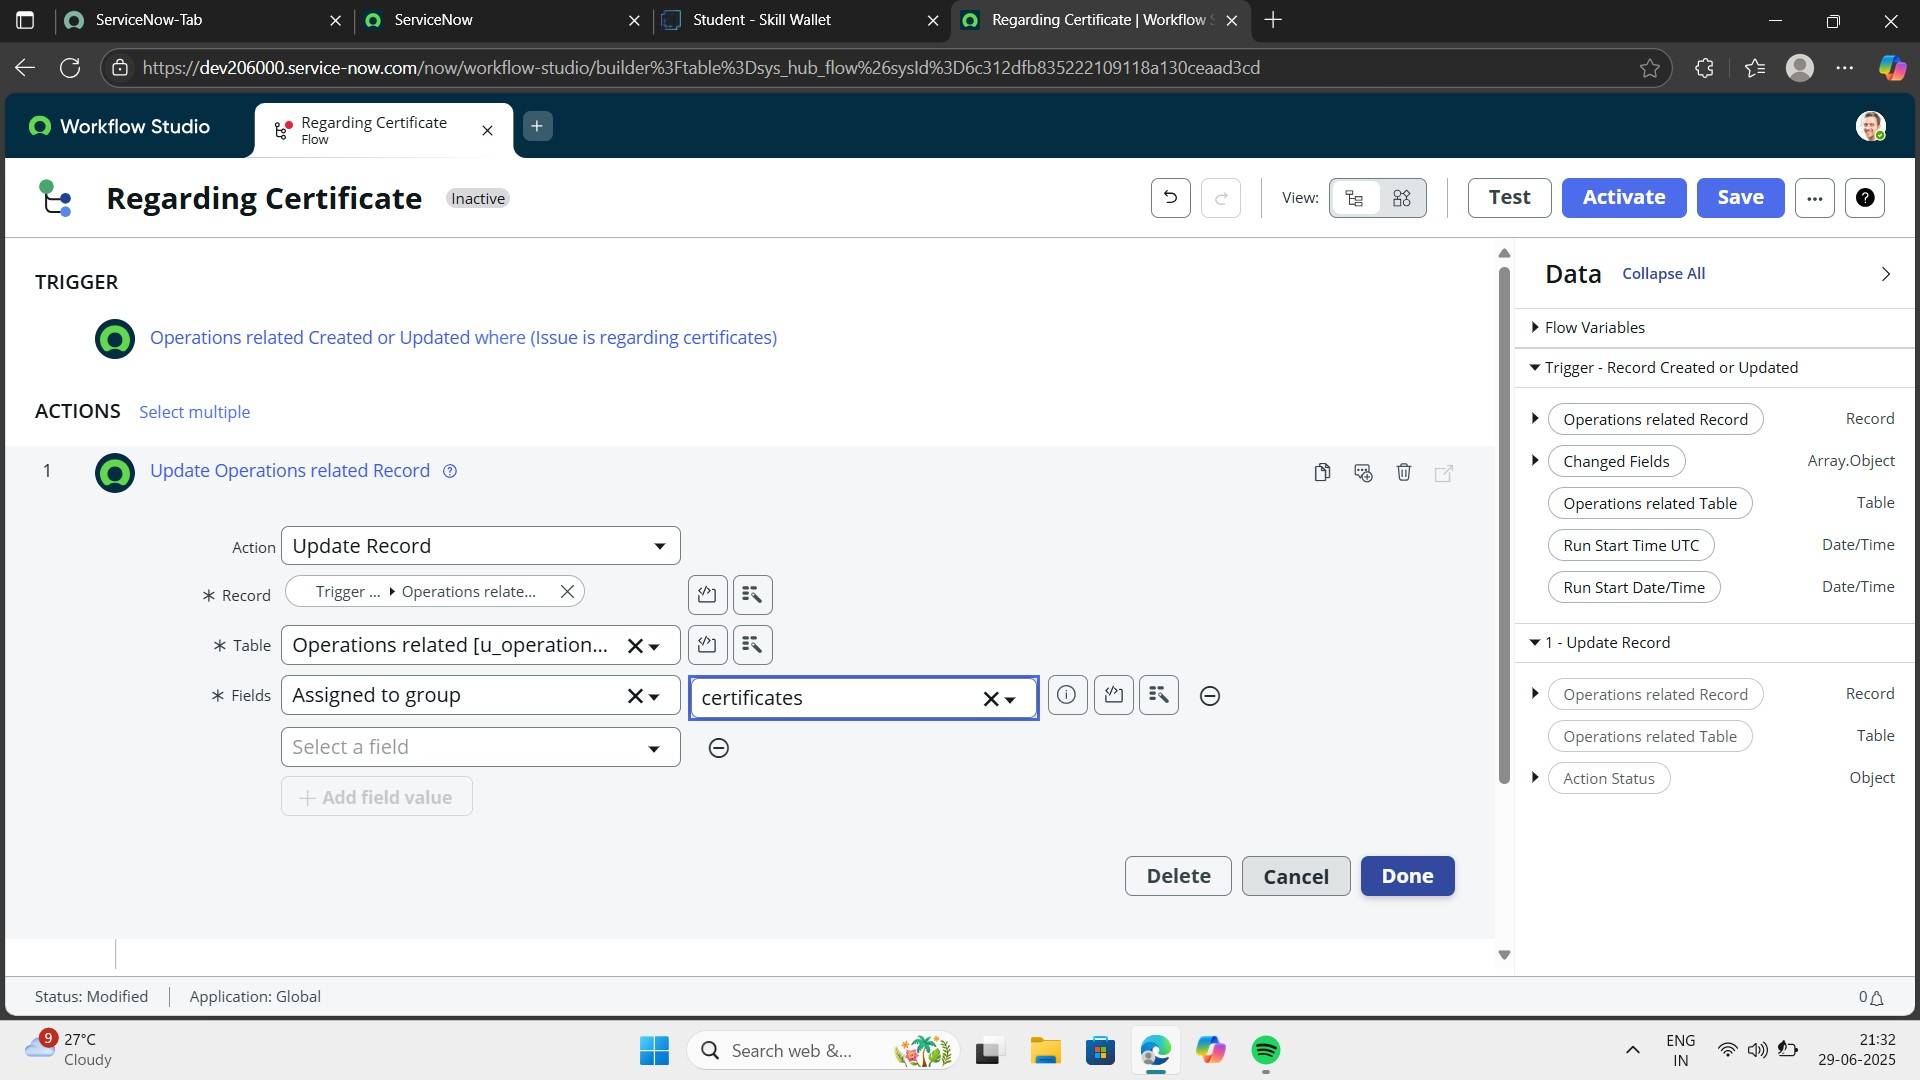 ServiceNow-Tab
ServiceNow
Student - Skill Wallet
Regarding Certificate | Workflow S
https://dev206000.service-now.com/now/workflow-studio/builder%3Ftable%3Dsys_hub_flow%26sysId%3D6c312dfb835222109118a130ceaad3cd
Workflow Studio
Regarding Certificate
Flow
Regarding Certificate
Inactive
View:
Test
Activate
Save
TRIGGER
Operations related Created or Updated where (Issue is regarding certificates)
ACTIONS
Select multiple
1
Update Operations related Record
Action
Update Record
* Record
Trigger ...
Operations relate...
* Table
Operations related [u_operation...
* Fields
Assigned to group
certificates
Select a field
+ Add field value
Delete
Cancel
Done
Data
Collapse All
Flow Variables
Trigger - Record Created or Updated
Operations related Record
Record
Changed Fields
Array.Object
Operations related Table
Table
Run Start Time UTC
Date/Time
Run Start Date/Time
Date/Time
1 - Update Record
Operations related Record
Record
Operations related Table
Table
Action Status
Object
Status: Modified
Application: Global
0
9
27°C
Cloudy
Search web &...
ENG
IN
21:32
29-06-2025